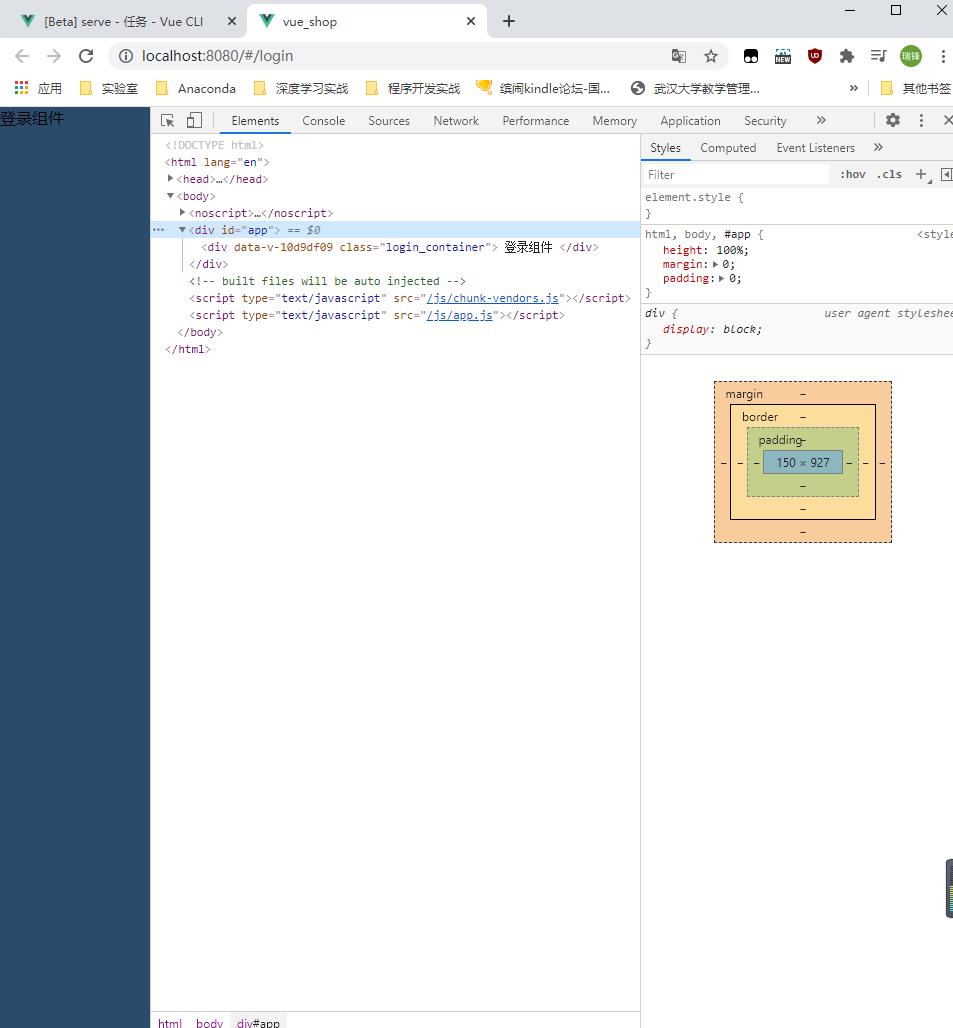 [Beta] serve - 任务 - Vue CLI
vue_shop
localhost:8080/#/login
应用 实验室 Anaconda 深度学习实战 程序开发实战 缤闹kindle论坛-国... 武汉大学教学管理... » 其他书签
登录组件
Elements Console Sources Network Performance Memory Application Security »
<!DOCTYPE html>
<html lang="en">
<head>…</head>
<body>
<noscript>…</noscript>
<div id="app"> == $0
<div data-v-10d9df09 class="login_container"> 登录组件 </div>
</div>
<!-- built files will be auto injected -->
<script type="text/javascript" src="/js/chunk-vendors.js"></script>
<script type="text/javascript" src="/js/app.js"></script>
</body>
</html>
html body div#app
Styles Computed Event Listeners »
Filter :hov .cls +
element.style {
}
html, body, #app { <style
height: 100%;
margin: 0;
padding: 0;
}
div { user agent styleshee
display: block;
}
margin –
border –
padding –
– – – 150 × 927 – – –
–
–
–
NEW
瑞锋